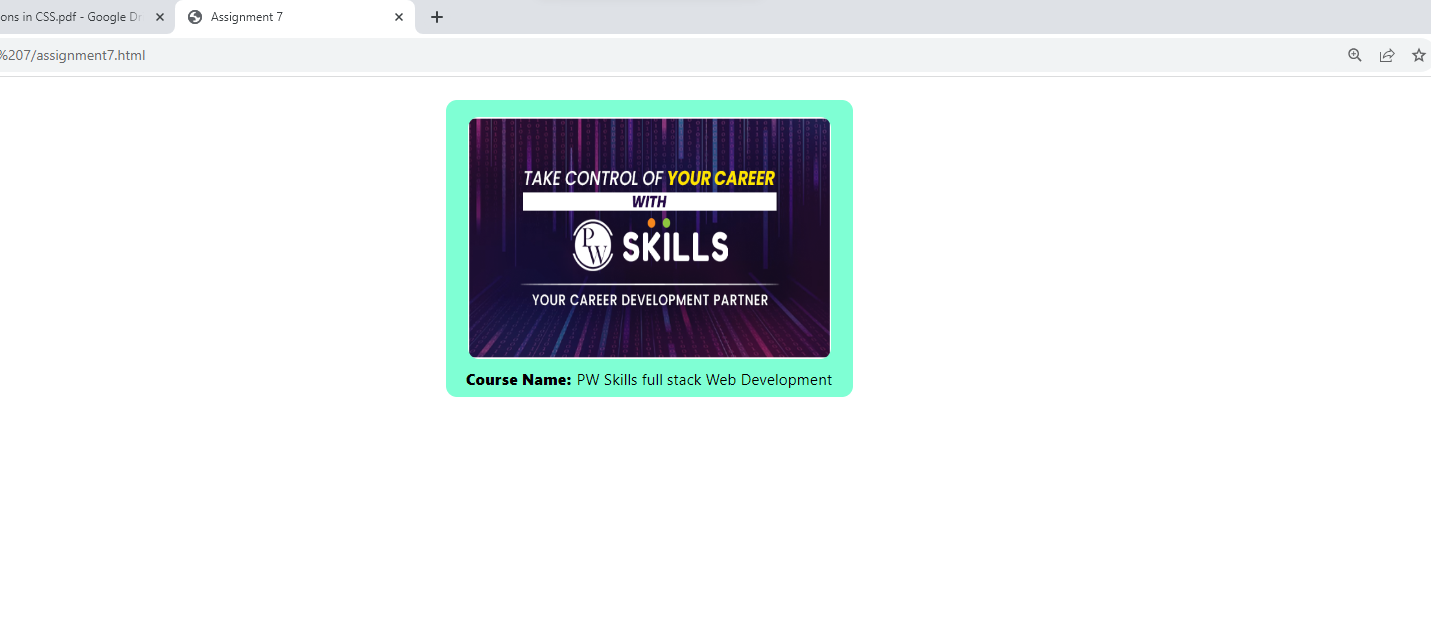 ons in CSS.pdf - Google Dr
Assignment 7
%207/assignment7.html
TAKE CONTROL OF YOUR CAREER
WITH
PW SKILLS
YOUR CAREER DEVELOPMENT PARTNER
Course Name: PW Skills full stack Web Development